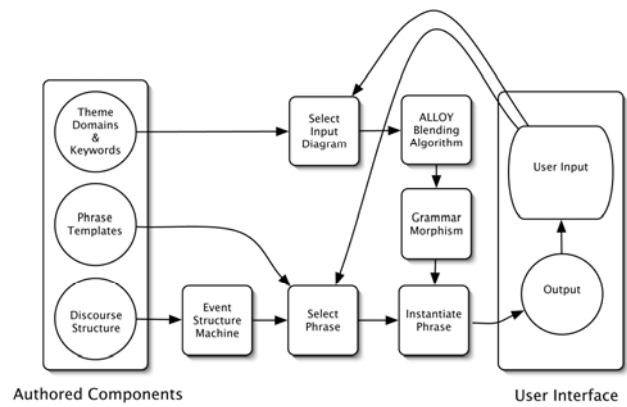 Theme
Domains
&
Keywords
Select
Input
Diagram
ALLOY
Blending
Algorithm
User Input
Phrase
Templates
Grammar
Morphism
Discourse
Structure
Event
Structure
Machine
Select
Phrase
Instantiate
Phrase
Output
Authored Components
User Interface